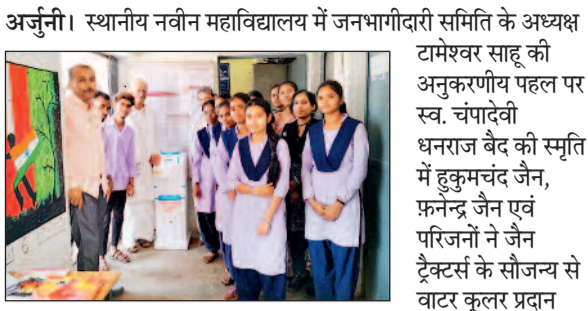 अर्जुनी। स्थानीय नवीन महाविद्यालय में जनभागीदारी समिति के अध्यक्ष
टामेश्वर साहू की
अनुकरणीय पहल पर
स्व. चंपादेवी
धनराज बैद की स्मृति
में हुकुमचंद जैन,
फ़नेन्द्र जैन एवं
परिजनों ने जैन
ट्रैक्टर्स के सौजन्य से
वाटर कूलर प्रदान